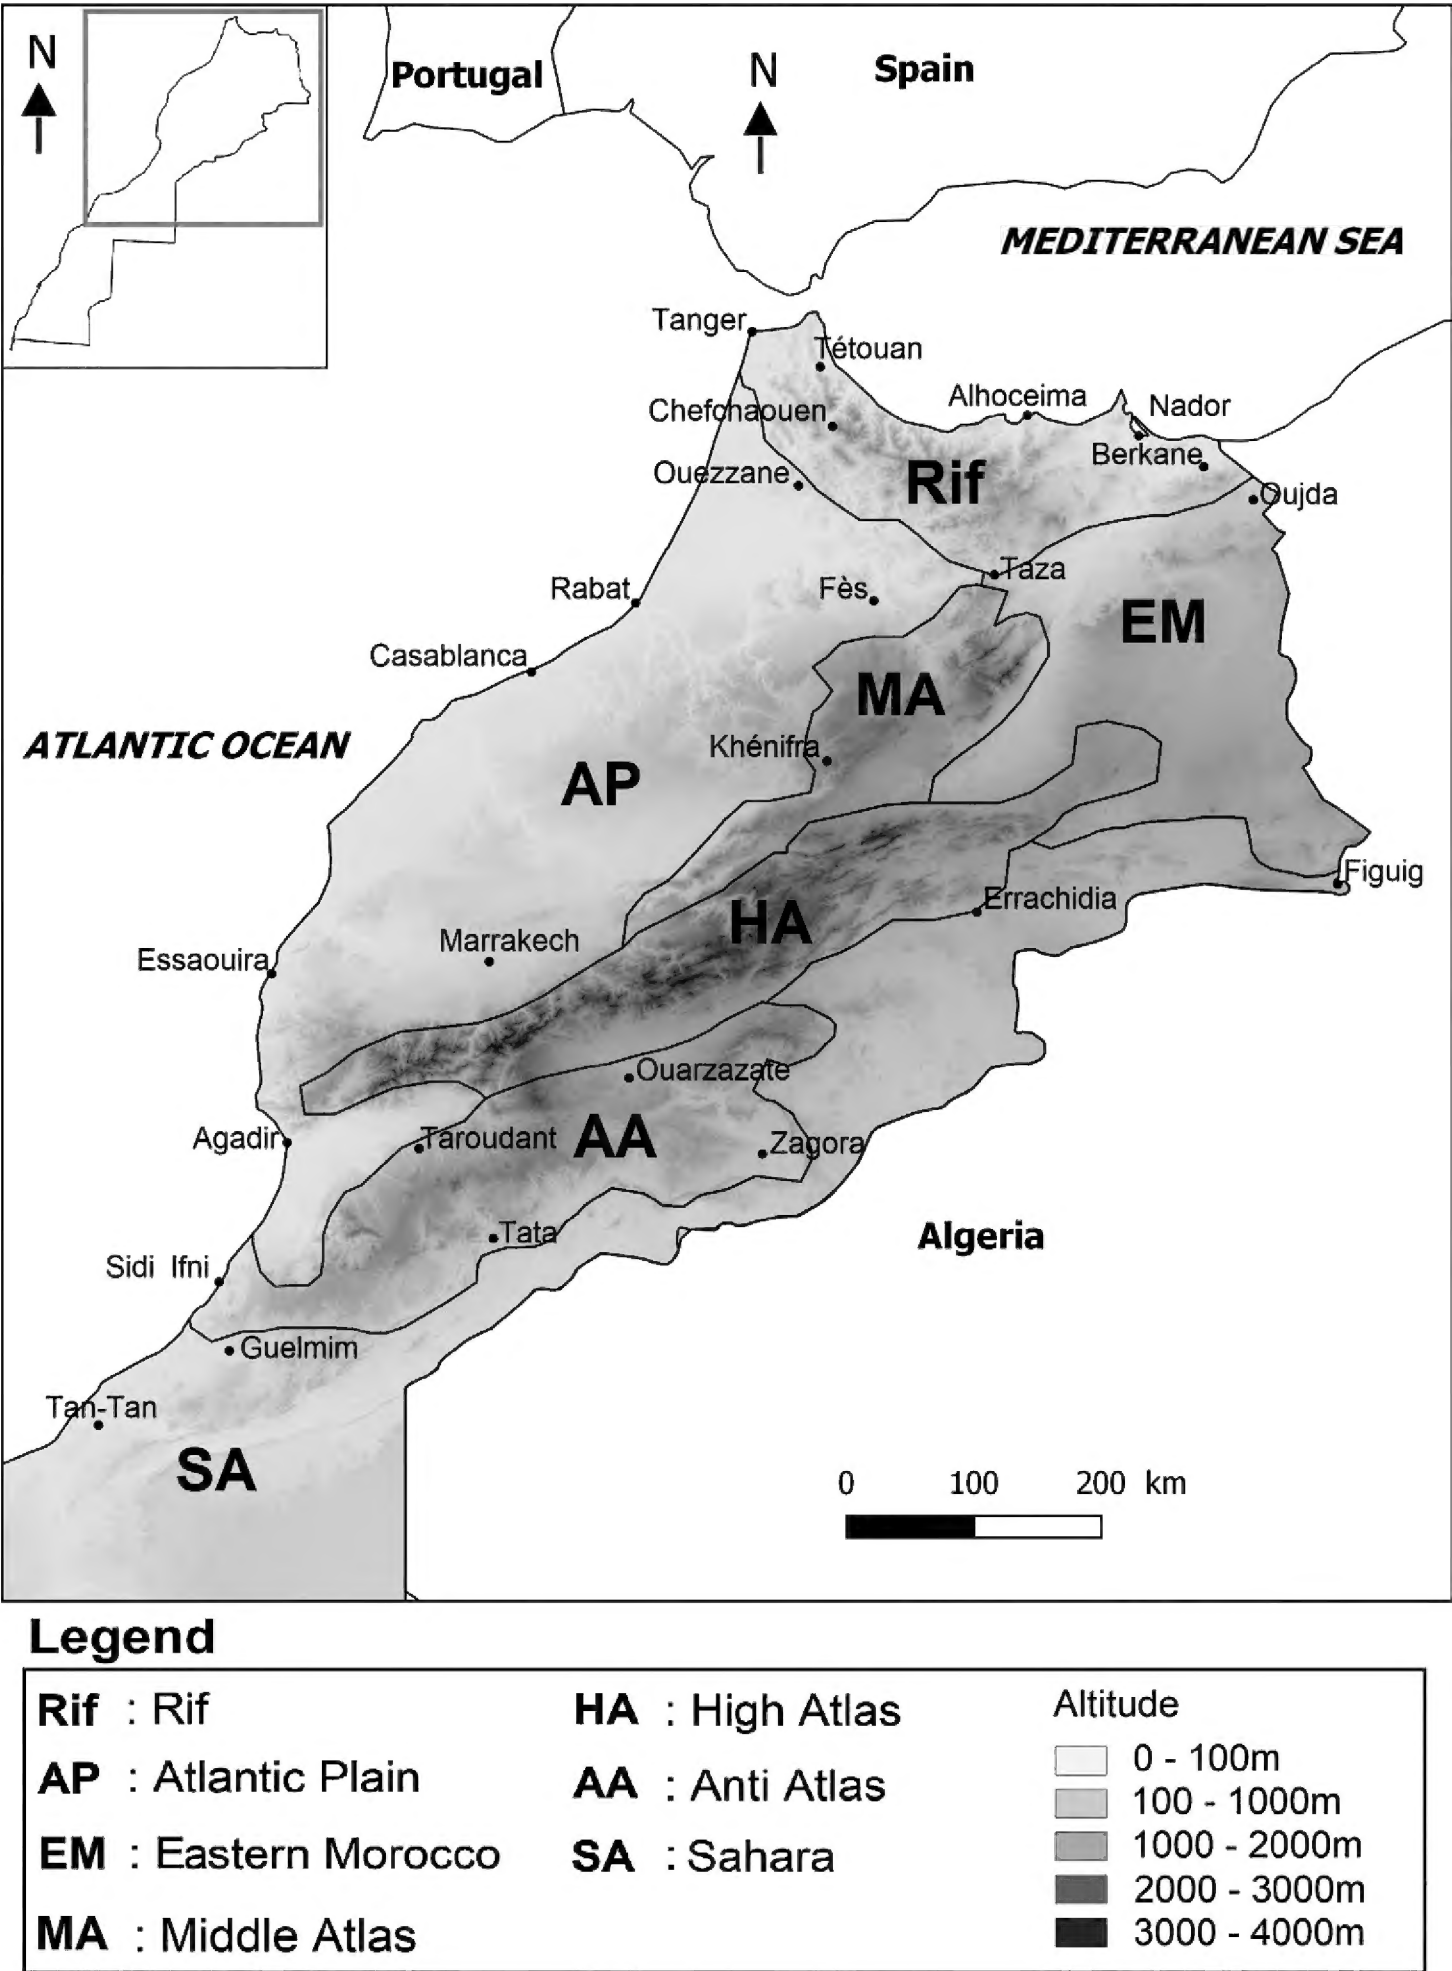 N
Portugal
N
Spain
MEDITERRANEAN SEA
Tanger
Tétouan
Alhoceima
Nador
Chefchaouen
Berkane
Ouezzane
Rif
Oujda
Taza
Rabat
Fès
EM
Casablanca
MA
ATLANTIC OCEAN
Khénifra
AP
Figuig
Errachidia
HA
Marrakech
Essaouira
Ouarzazate
Agadir
Taroudant
AA
Zagora
Tata
Algeria
Sidi Ifni
Guelmim
Tan-Tan
SA
0 100 200 km
Legend
Rif : Rif
AP : Atlantic Plain
EM : Eastern Morocco
MA : Middle Atlas
HA : High Atlas
AA : Anti Atlas
SA : Sahara
Altitude
0 - 100m
100 - 1000m
1000 - 2000m
2000 - 3000m
3000 - 4000m